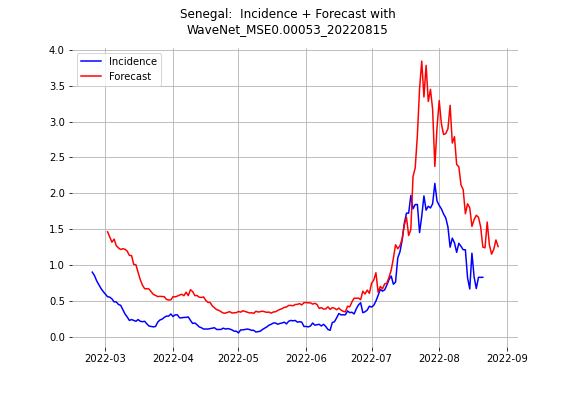 Senegal:  Incidence + Forecast with
WaveNet_MSE0.00053_20220815
Incidence
Forecast
4.0
3.5
3.0
2.5
2.0
1.5
1.0
0.5
0.0
2022-03 2022-04 2022-05 2022-06 2022-07 2022-08 2022-09